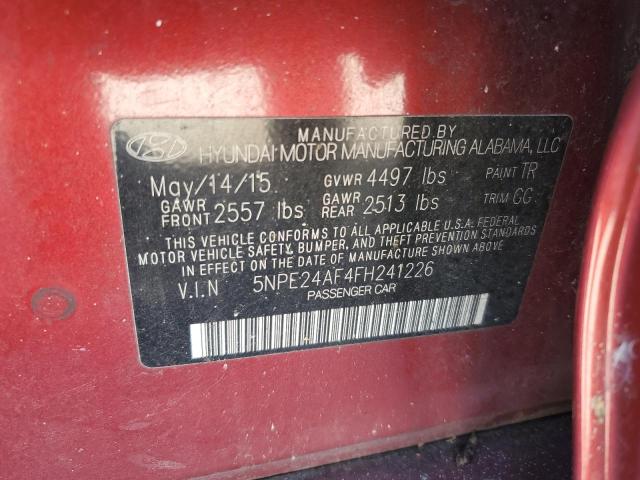 MANUFACTURED BY
HYUNDAI MOTOR MANUFACTURING ALABAMA, LLC
May/14/15 GVWR 4497 lbs PAINT TR
GAWR FRONT 2557 lbs GAWR REAR 2513 lbs TRIM GG
THIS VEHICLE CONFORMS TO ALL APPLICABLE U.S.A. FEDERAL
MOTOR VEHICLE SAFETY, BUMPER, AND THEFT PREVENTION STANDARDS
IN EFFECT ON THE DATE OF MANUFACTURE SHOWN ABOVE
V.I.N 5NPE24AF4FH241226
PASSENGER CAR